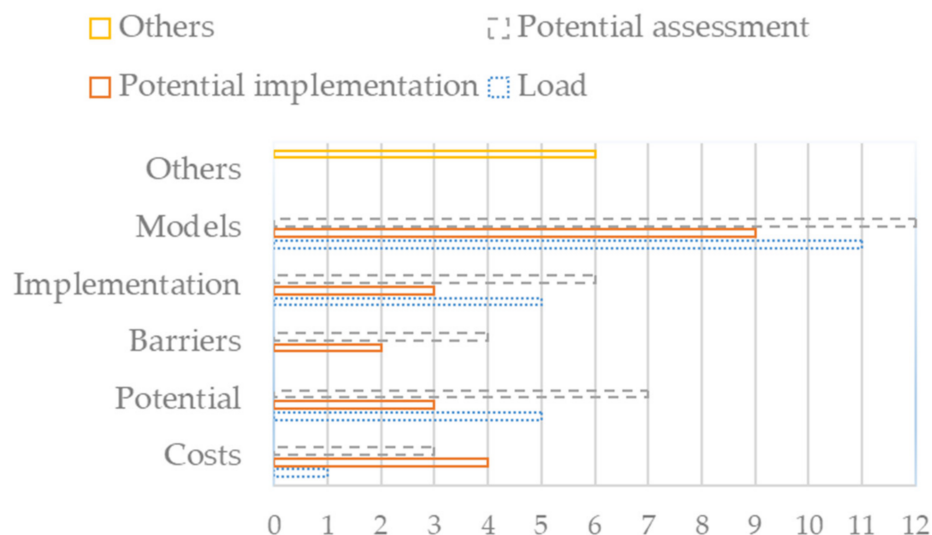 Others Potential assessment
Potential implementation Load
Others
Models
Implementation
Barriers
Potential
Costs
0 1 2 3 4 5 6 7 8 9 10 11 12